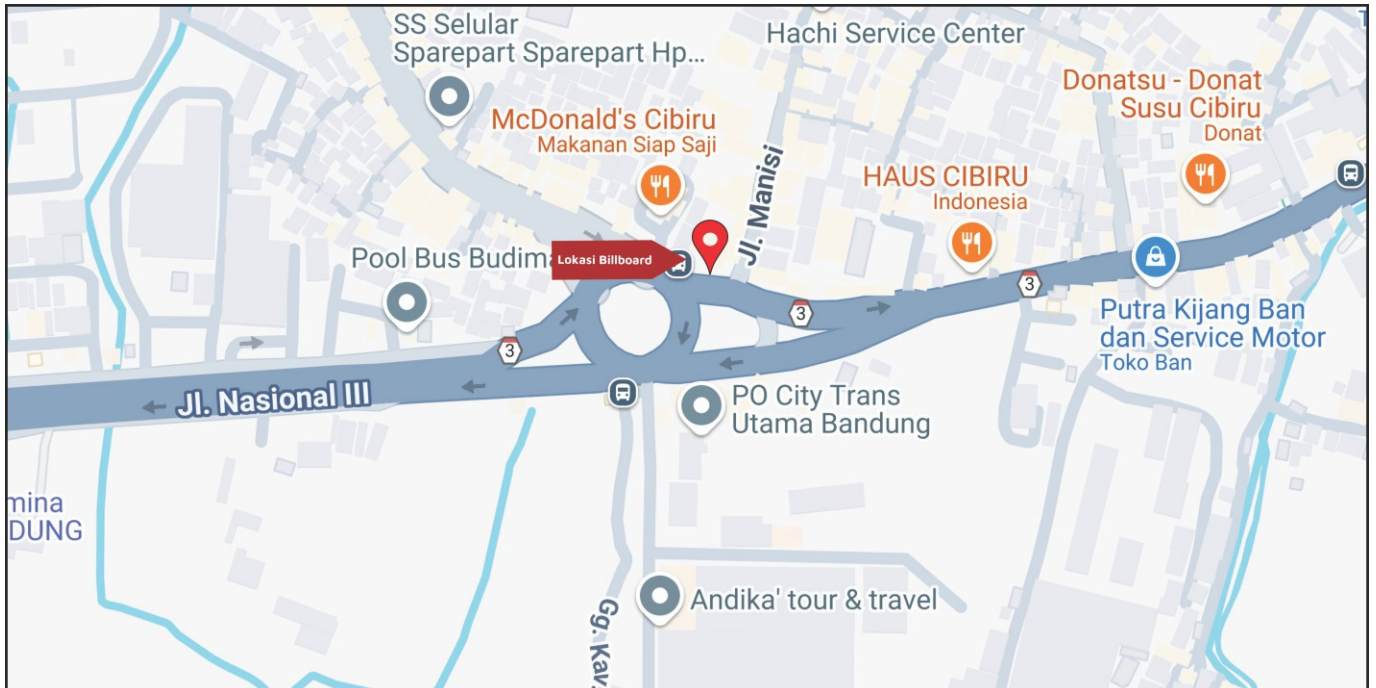 SS Selular
Sparepart Sparepart Hp...
Hachi Service Center
McDonald's Cibiru
Makanan Siap Saji
Donatsu - Donat
Susu Cibiru
Donat
Jl. Manisi
HAUS CIBIRU
Indonesia
Pool Bus Budima
Lokasi Billboard
3
3
3
Putra Kijang Ban
dan Service Motor
Toko Ban
Jl. Nasional III
PO City Trans
Utama Bandung
mina
DUNG
Andika' tour & travel
Gg. Kav